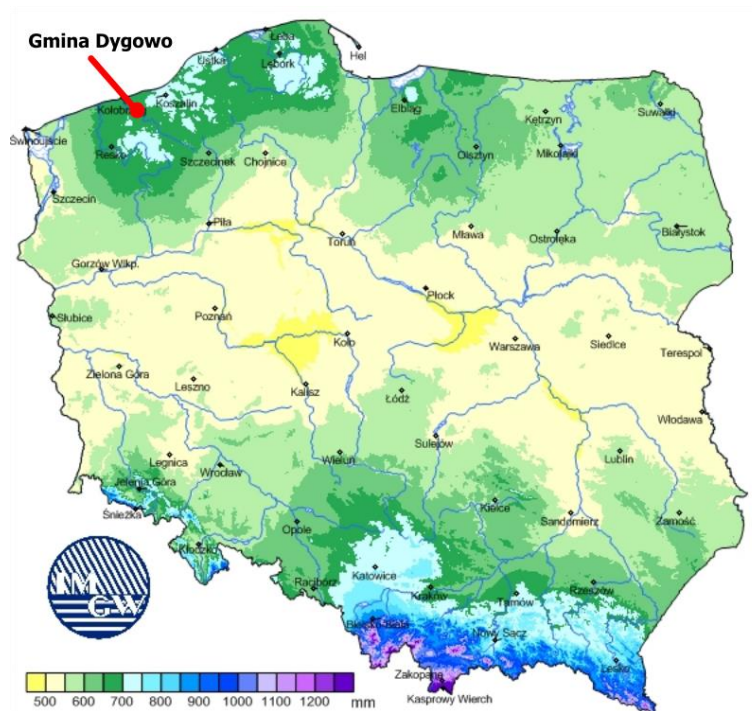 Gmina Dygowo
Łeba
Hel
Ustka
Lębork
Koszalin
Kołobrzeg
Elbląg
Kętrzyn
Suwałki
Świnoujście
Resko
Szczecinek
Chojnice
Olsztyn
Mikołajki
Szczecin
Piła
Toruń
Mława
Ostrołęka
Białystok
Gorzów Wlkp.
Płock
Słubice
Poznań
Koło
Warszawa
Siedlce
Terespol
Zielona Góra
Leszno
Kalisz
Łódź
Włodawa
Sulejów
Legnica
Wrocław
Wieluń
Lublin
Jelenia Góra
Śnieżka
Opole
Kielce
Sandomierz
Zamość
Kłodzko
Katowice
Racibórz
Kraków
Tarnów
Rzeszów
Bielsko-Biała
Nowy Sącz
Lesko
Zakopane
Kasprowy Wierch
IM
GW
500 600 700 800 900 1000 1100 1200 mm